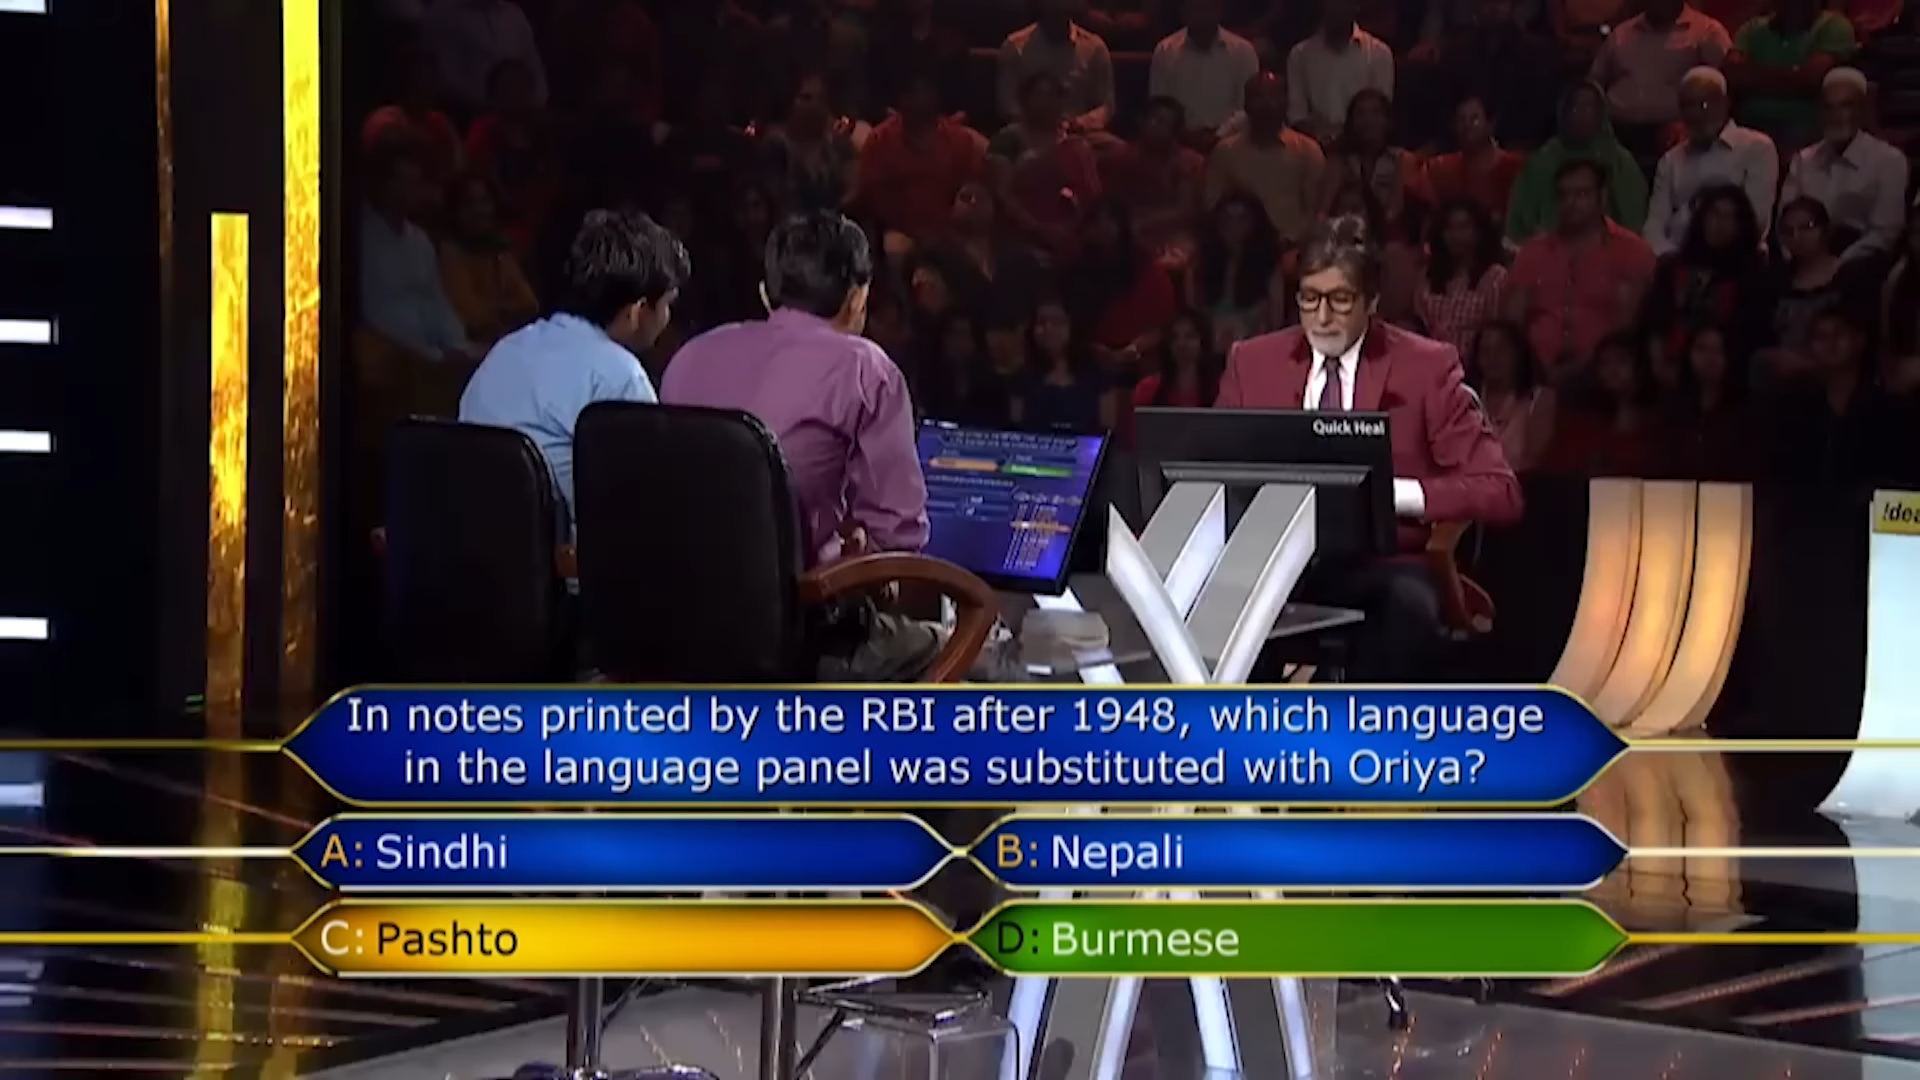 Quick Heal
!dea
In notes printed by the RBI after 1948, which language
in the language panel was substituted with Oriya?
A: Sindhi
B: Nepali
C: Pashto
D: Burmese